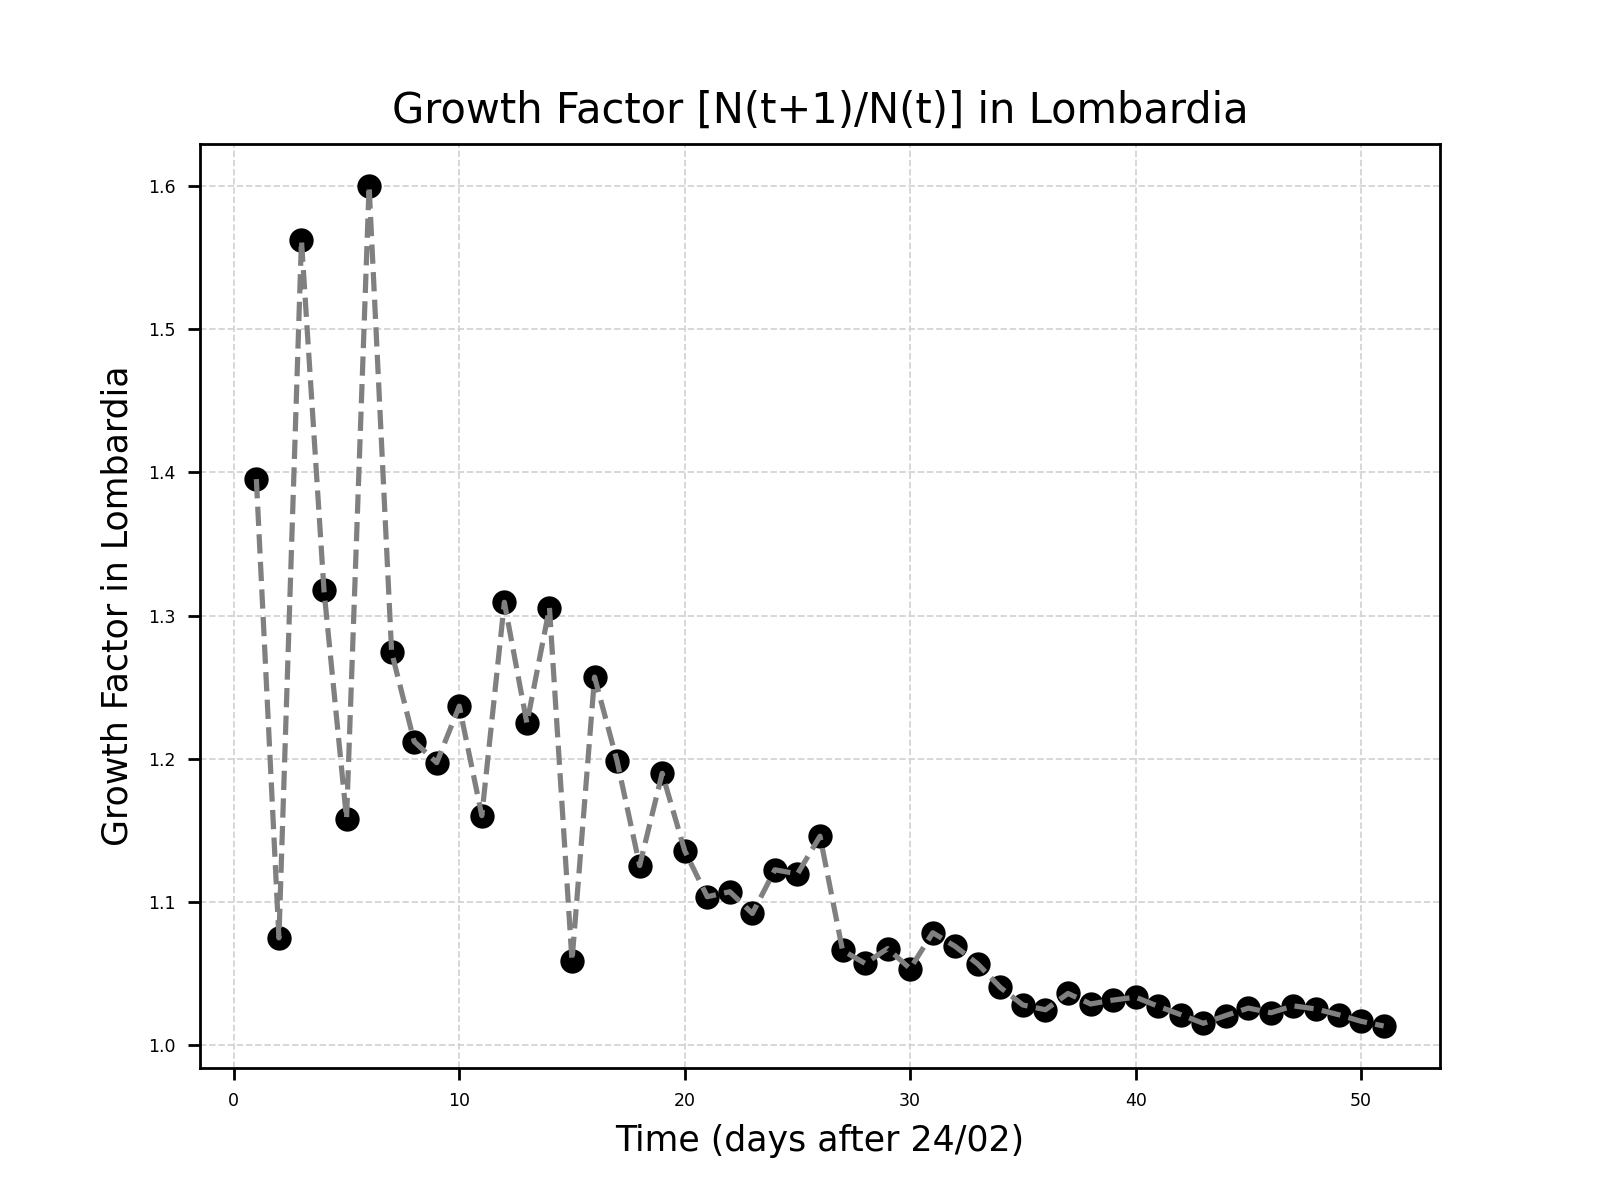 Growth Factor [N(t+1)/N(t)] in Lombardia
Growth Factor in Lombardia
1.6
1.5
1.4
1.3
1.2
1.1
1.0
0 10 20 30 40 50
Time (days after 24/02)